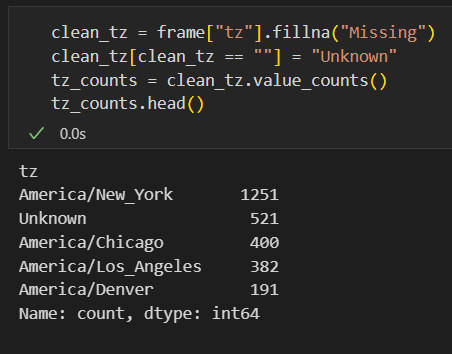 clean_tz = frame["tz"].fillna("Missing")
clean_tz[clean_tz == ""] = "Unknown"
tz_counts = clean_tz.value_counts()
tz_counts.head()
✓ 0.0s
tz
America/New_York       1251
Unknown                 521
America/Chicago         400
America/Los_Angeles     382
America/Denver          191
Name: count, dtype: int64